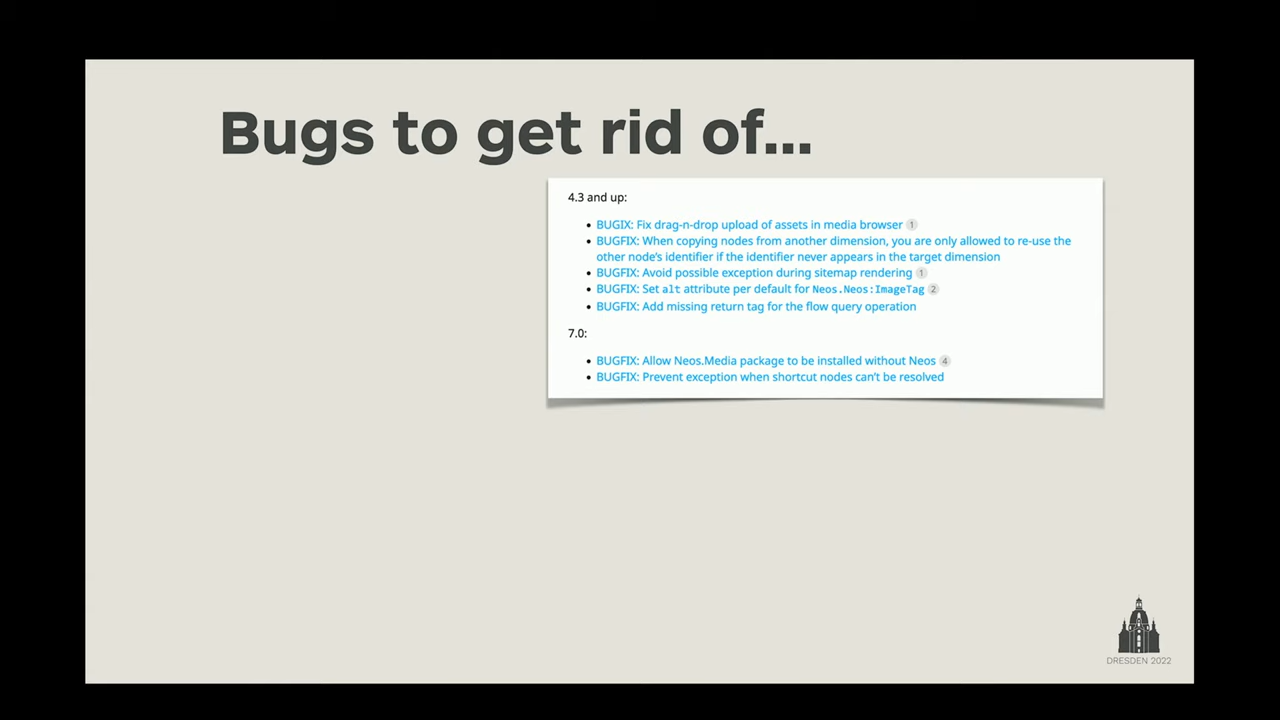 Bugs to get rid of...
4.3 and up:
• BUGIX: Fix drag-n-drop upload of assets in media browser 1
• BUGFIX: When copying nodes from another dimension, you are only allowed to re-use the
other node's identifier if the identifier never appears in the target dimension
• BUGFIX: Avoid possible exception during sitemap rendering 1
• BUGFIX: Set alt attribute per default for Neos.Neos:ImageTag 2
• BUGFIX: Add missing return tag for the flow query operation
7.0:
• BUGFIX: Allow Neos.Media package to be installed without Neos 4
• BUGFIX: Prevent exception when shortcut nodes can't be resolved
DRESDEN 2022